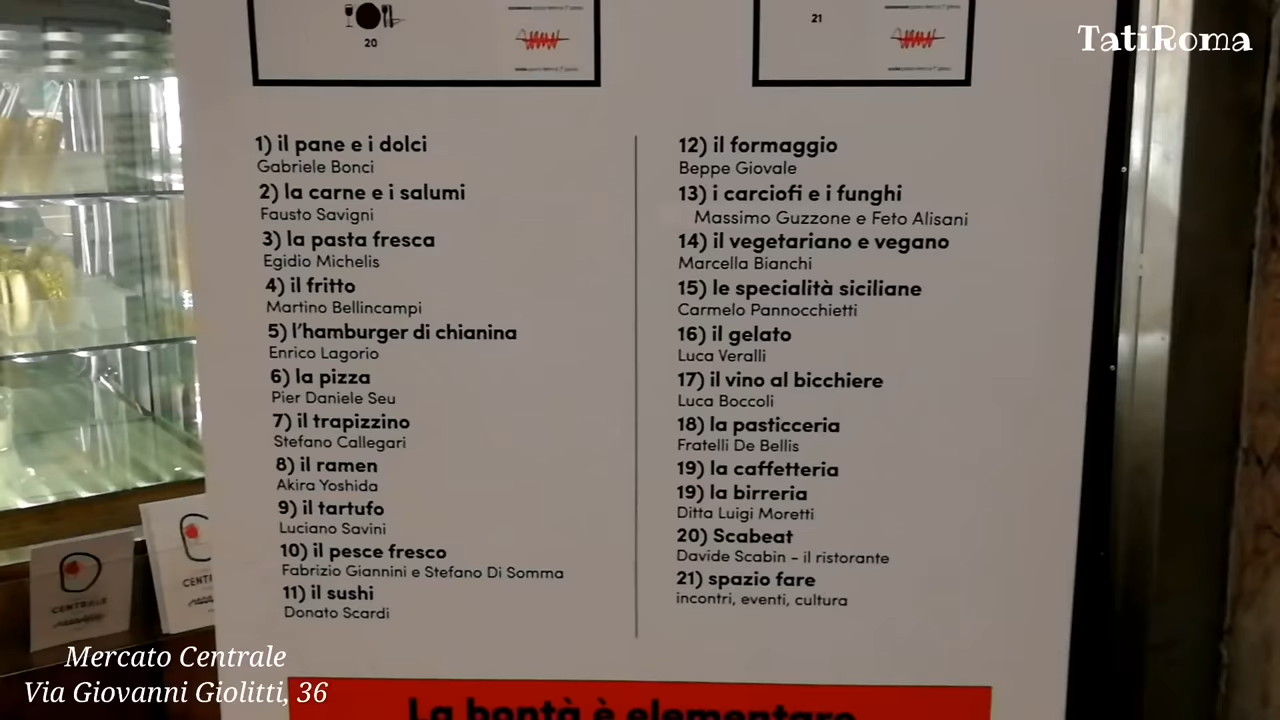 20
21
TatiRoma
1) il pane e i dolci
Gabriele Bonci
2) la carne e i salumi
Fausto Savigni
3) la pasta fresca
Egidio Michelis
4) il fritto
Martino Bellincampi
5) l'hamburger di chianina
Enrico Lagorio
6) la pizza
Pier Daniele Seu
7) il trapizzino
Stefano Callegari
8) il ramen
Akira Yoshida
9) il tartufo
Luciano Savini
10) il pesce fresco
Fabrizio Giannini e Stefano Di Somma
11) il sushi
Donato Scardi
12) il formaggio
Beppe Giovale
13) i carciofi e i funghi
Massimo Guzzone e Feto Alisani
14) il vegetariano e vegano
Marcella Bianchi
15) le specialità siciliane
Carmelo Pannocchietti
16) il gelato
Luca Veralli
17) il vino al bicchiere
Luca Boccoli
18) la pasticceria
Fratelli De Bellis
19) la caffetteria
19) la birreria
Ditta Luigi Moretti
20) Scabeat
Davide Scabin - il ristorante
21) spazio fare
incontri, eventi, cultura
CENTRALE
Mercato Centrale
Via Giovanni Giolitti, 36
La bontà è elementare